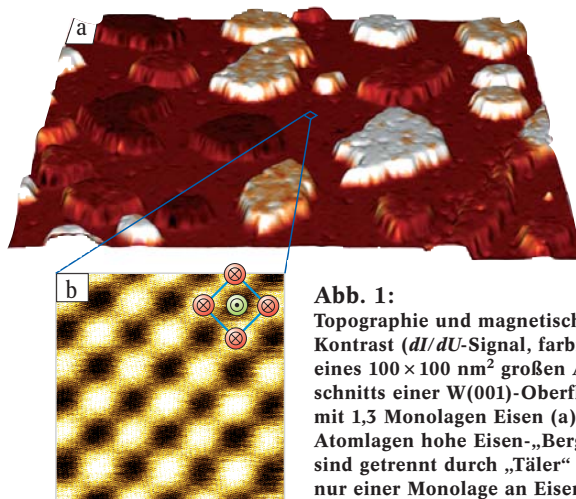 a
b
Abb. 1:
Topographie und magnetisch
Kontrast (dI/dU-Signal, farb
eines 100 × 100 nm² großen
schnitts einer W(001)-Oberfl
mit 1,3 Monolagen Eisen (a)
Atomlagen hohe Eisen-„Berg
sind getrennt durch „Täler"
nur einer Monolage an Eisen